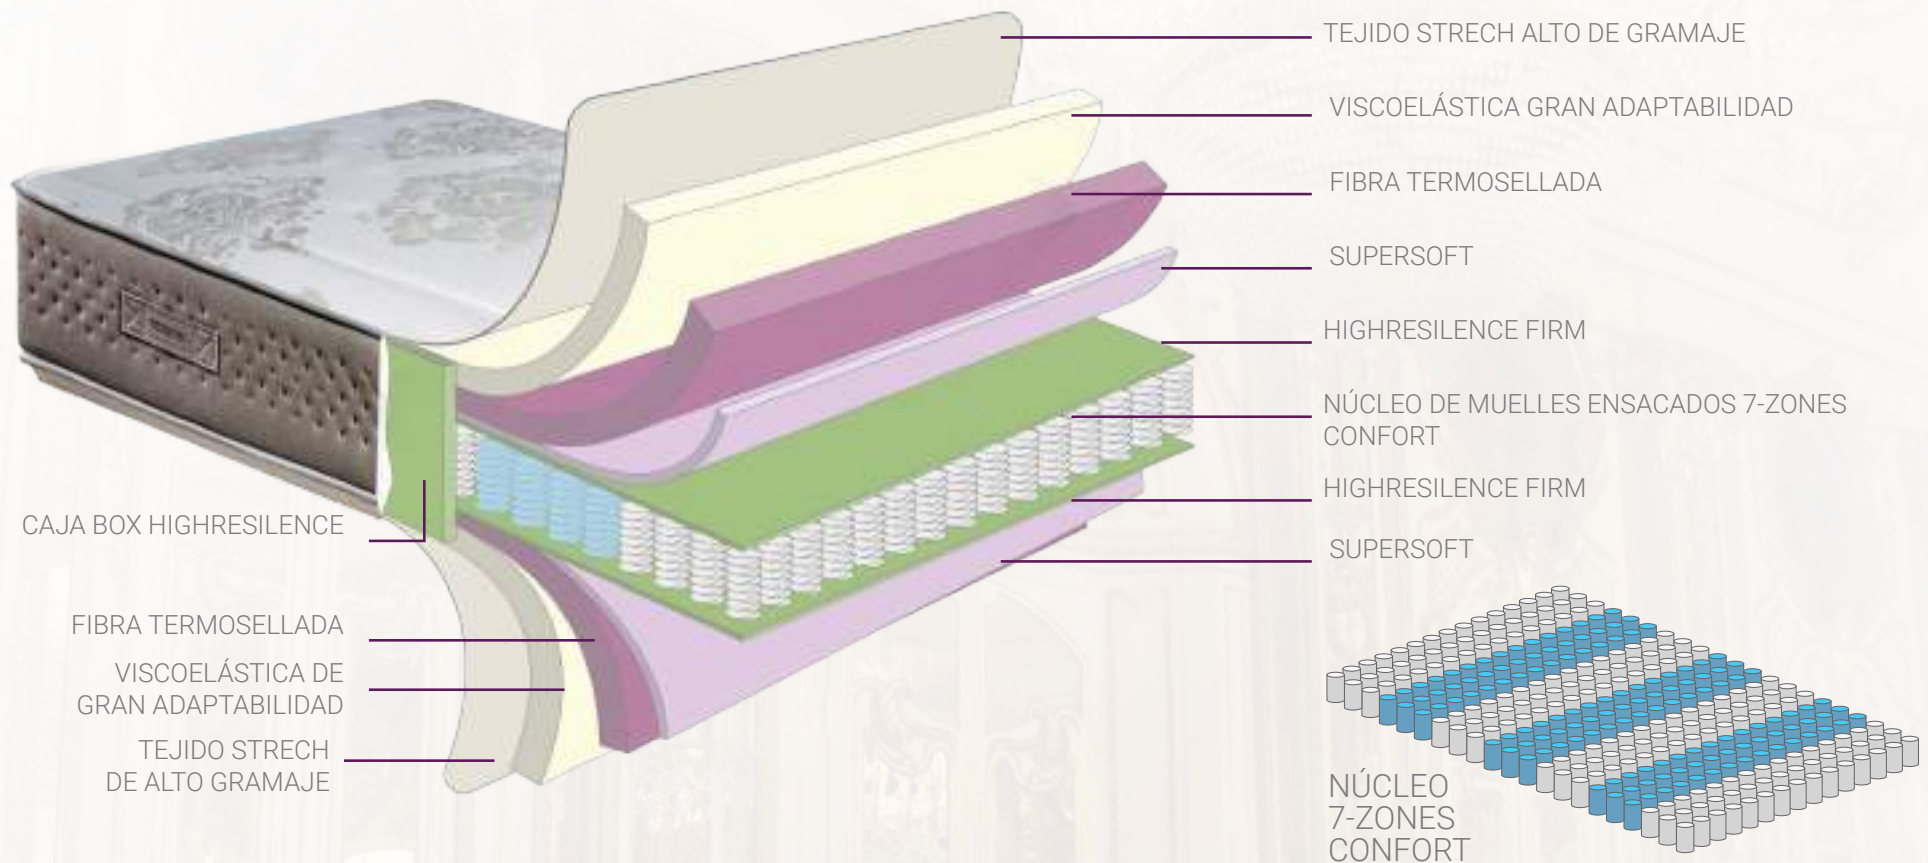 TEJIDO STRECH ALTO DE GRAMAJE
VISCOELÁSTICA GRAN ADAPTABILIDAD
FIBRA TERMOSELLADA
SUPERSOFT
HIGHRESILENCE FIRM
NÚCLEO DE MUELLES ENSACADOS 7-ZONES
CONFORT
HIGHRESILENCE FIRM
SUPERSOFT
CAJA BOX HIGHRESILENCE
FIBRA TERMOSELLADA
VISCOELÁSTICA DE
GRAN ADAPTABILIDAD
TEJIDO STRECH
DE ALTO GRAMAJE
NÚCLEO
7-ZONES
CONFORT